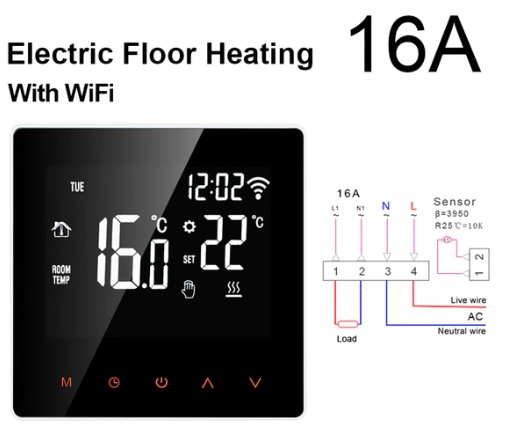 Electric Floor Heating
16A
With WiFi
TUE
12:02
16.0 °C
SET 22 °C
ROOM
TEMP
M
16A
L1 N1 N L
~ ~ ~ ~
Sensor
β=3950
R25℃=10K
1 2 3 4
2
1
Live wire
AC
Neutral wire
Load